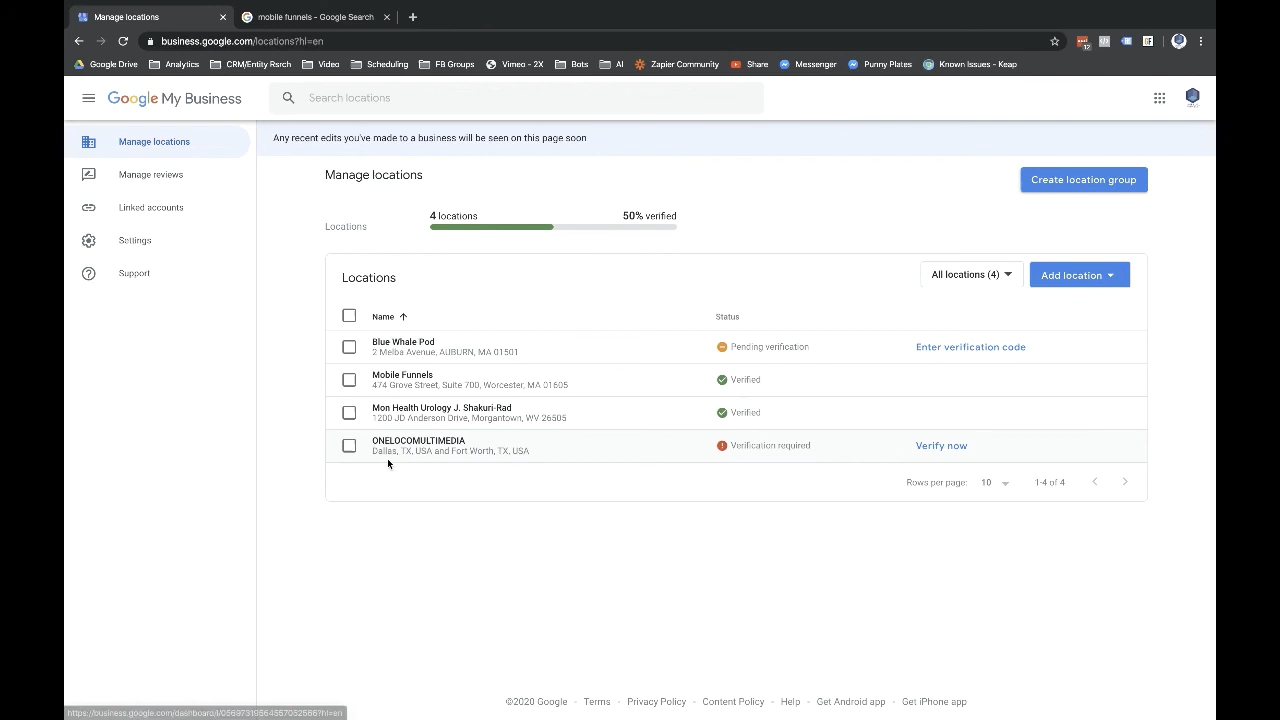 Manage locations
mobile funnels - Google Search
business.google.com/locations?hl=en
12
Google Drive
Analytics
CRM/Entity Rsrch
Video
Scheduling
FB Groups
Vimeo - 2X
Bots
AI
Zapier Community
Share
Messenger
Punny Plates
Known Issues - Keap
Google My Business
Search locations
Manage locations
Manage reviews
Linked accounts
Settings
Support
Any recent edits you've made to a business will be seen on this page soon
Manage locations
Create location group
Locations
4 locations
50% verified
Locations
All locations (4)
Add location
Name
Status
Blue Whale Pod
2 Melba Avenue, AUBURN, MA 01501
Pending verification
Enter verification code
Mobile Funnels
474 Grove Street, Suite 700, Worcester, MA 01605
Verified
Mon Health Urology J. Shakuri-Rad
1200 JD Anderson Drive, Morgantown, WV 26505
Verified
ONELOCOMULTIMEDIA
Dallas, TX, USA and Fort Worth, TX, USA
Verification required
Verify now
Rows per page: 10
1-4 of 4
©2020 Google - Terms - Privacy Policy - Content Policy - Help - Get Android app - Get iPhone app